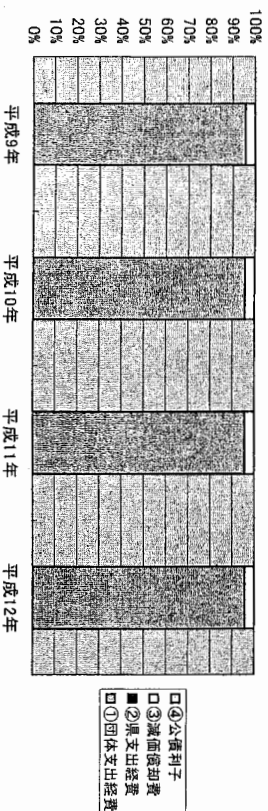 100%
90%
80%
70%
60%
50%
40%
30%
20%
10%
0%
平成9年
平成10年
平成11年
平成12年
④公債利子
③減価償却費
②県支出経費
①団体支出経費